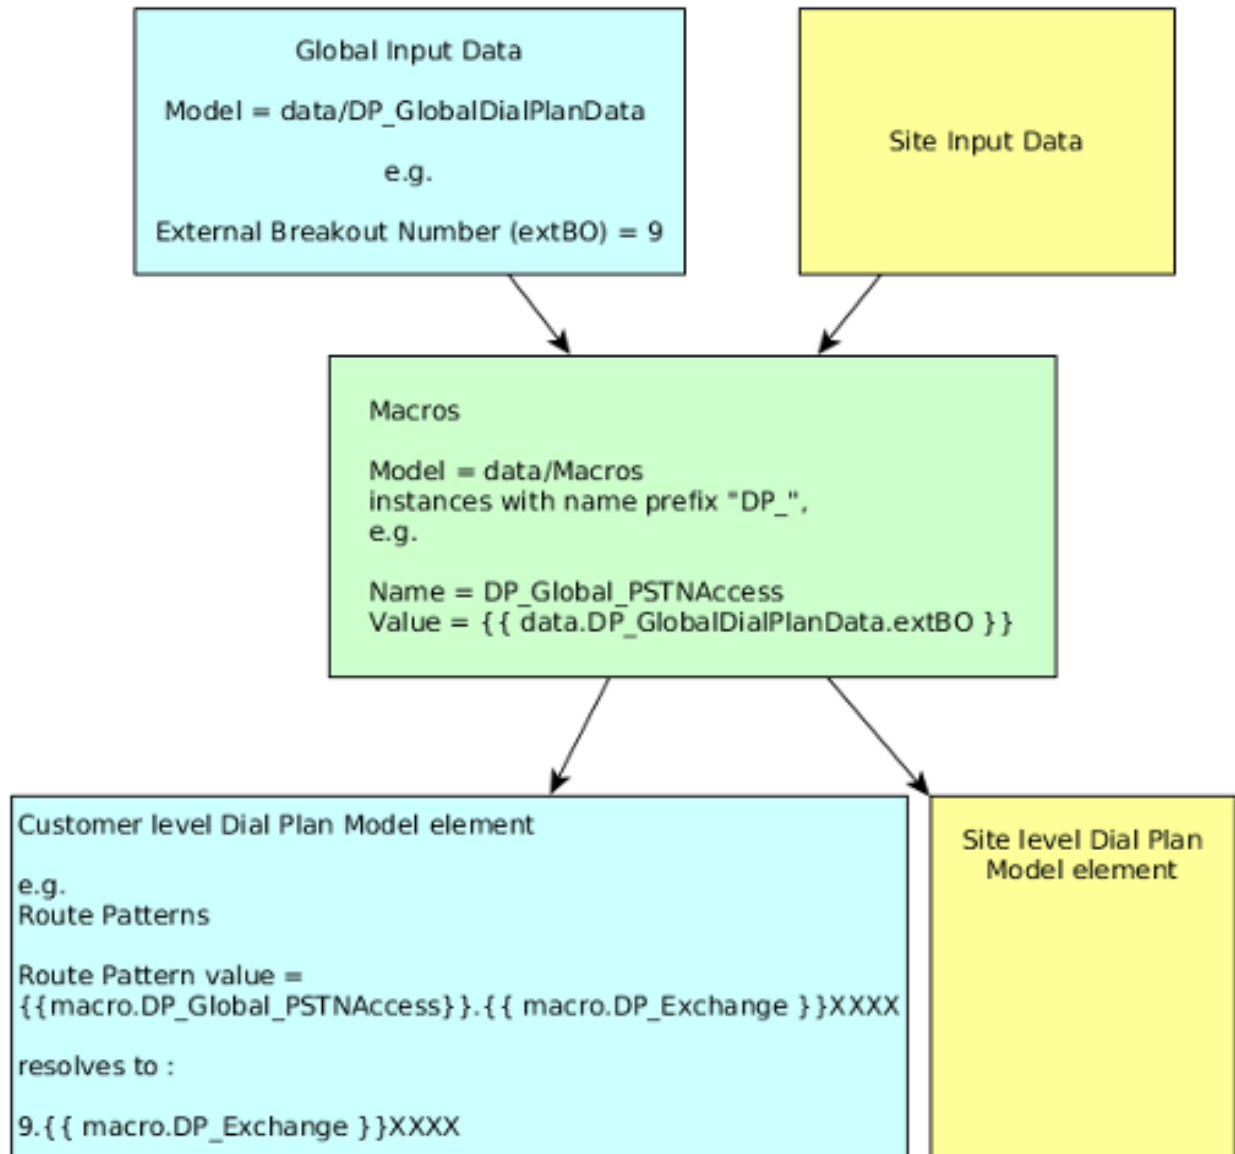 Global Input Data
Model = data/DP_GlobalDialPlanData
e.g.
External Breakout Number (extBO) = 9
Site Input Data
Macros
Model = data/Macros
instances with name prefix "DP_",
e.g.
Name = DP_Global_PSTNAccess
Value = {{ data.DP_GlobalDialPlanData.extBO }}
Customer level Dial Plan Model element
e.g.
Route Patterns
Route Pattern value =
{{macro.DP_Global_PSTNAccess}}.{{ macro.DP_Exchange }}XXXX
resolves to :
9.{{ macro.DP_Exchange }}XXXX
Site level Dial Plan
Model element